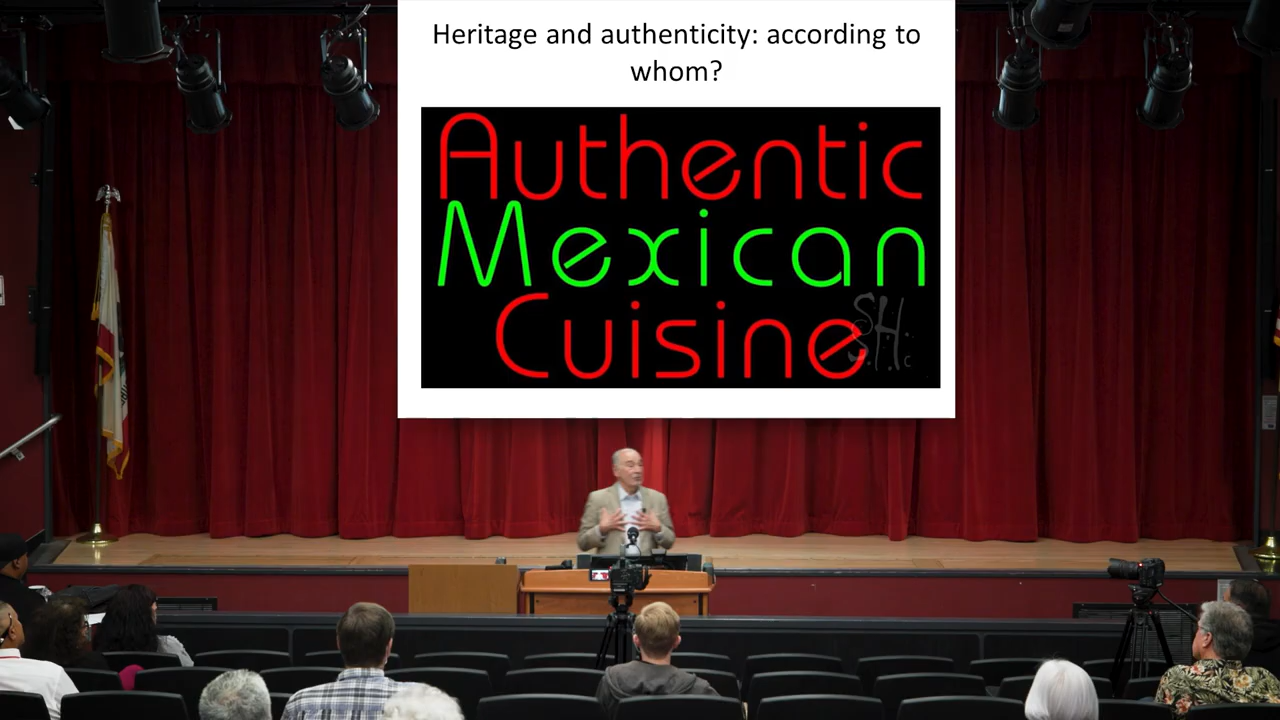 Heritage and authenticity: according to
whom?
Authentic
Mexican
Cuisine
S.H.
S.I.c